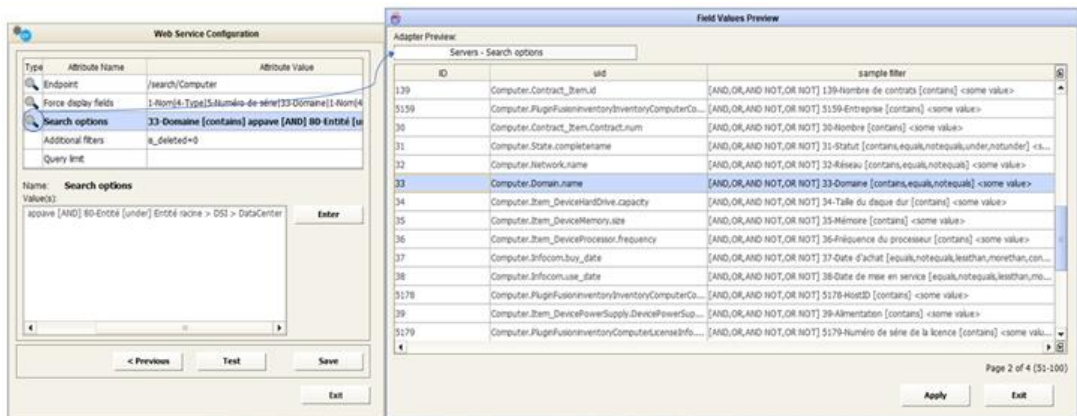 Web Service Configuration
Type Attribute Name Attribute Value
Endpoint /search/Computer
Force display fields 1-Nom|4-Type|5-Numéro de série|33-Domaine|1-Nom|4
Search options 33-Domaine [contains] appave [AND] 80-Entité [un
Additional filters is_deleted=0
Query limit
Name: Search options
Value(s):
appave [AND] 80-Entité [under] Entité racine > DSI > DataCenter
Enter
< Previous Test Save
Exit
Field Values Preview
Adapter Preview:
Servers - Search options
ID uid sample filter
139 Computer.Contract_Item.id [AND,OR,AND NOT,OR NOT] 139-Nombre de contrats [contains] <some value>
5159 Computer.PluginFusioninventoryInventoryComputerCo... [AND,OR,AND NOT,OR NOT] 5159-Entreprise [contains] <some value>
30 Computer.Contract_Item.Contract.num [AND,OR,AND NOT,OR NOT] 30-Nombre [contains] <some value>
31 Computer.State.completename [AND,OR,AND NOT,OR NOT] 31-Statut [contains,equals,notequals,under,notunder] <s...
32 Computer.Network.name [AND,OR,AND NOT,OR NOT] 32-Réseau [contains,equals,notequals] <some value>
33 Computer.Domain.name [AND,OR,AND NOT,OR NOT] 33-Domaine [contains,equals,notequals] <some value>
34 Computer.Item_DeviceHardDrive.capacity [AND,OR,AND NOT,OR NOT] 34-Taille du disque dur [contains] <some value>
35 Computer.Item_DeviceMemory.size [AND,OR,AND NOT,OR NOT] 35-Mémoire [contains] <some value>
36 Computer.Item_DeviceProcessor.frequency [AND,OR,AND NOT,OR NOT] 36-Fréquence du processeur [contains] <some value>
37 Computer.Infocom.buy_date [AND,OR,AND NOT,OR NOT] 37-Date d'achat [equals,notequals,lessthan,morethan,con...
38 Computer.Infocom.use_date [AND,OR,AND NOT,OR NOT] 38-Date de mise en service [equals,notequals,lessthan,mo...
5178 Computer.PluginFusioninventoryInventoryComputerCo... [AND,OR,AND NOT,OR NOT] 5178-HostID [contains] <some value>
39 Computer.Item_DevicePowerSupply.DevicePowerSup... [AND,OR,AND NOT,OR NOT] 39-Alimentation [contains] <some value>
5179 Computer.PluginFusioninventoryComputerLicenseInfo.... [AND,OR,AND NOT,OR NOT] 5179-Numéro de série de la licence [contains] <some valu...
Page 2 of 4 (51-100)
Apply Exit